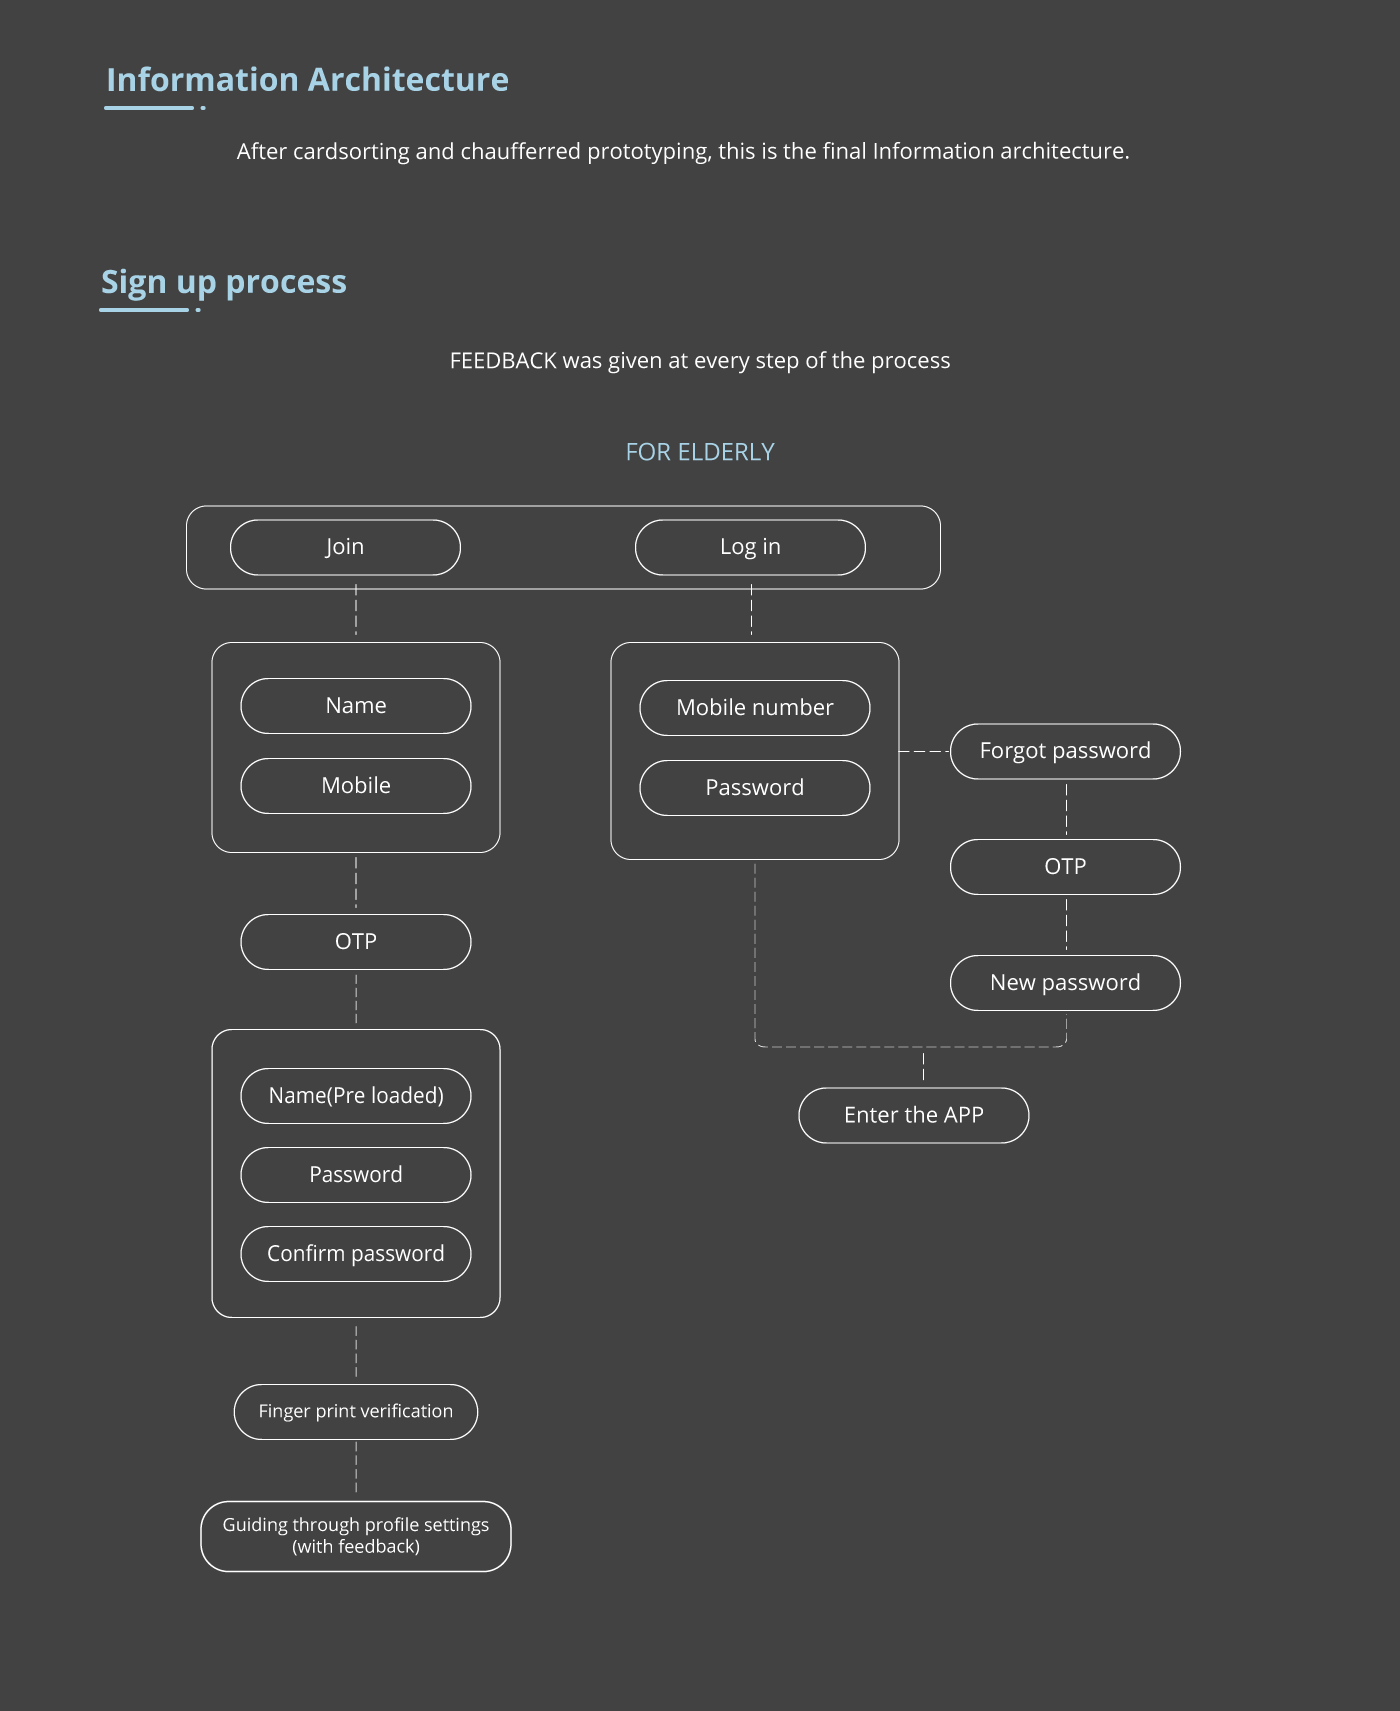 Information Architecture
After cardsorting and chaufferred prototyping, this is the final Information architecture.
Sign up process
FEEDBACK was given at every step of the process
FOR ELDERLY
Join
Log in
Name
Mobile
Mobile number
Password
Forgot password
OTP
New password
Enter the APP
OTP
Name(Pre loaded)
Password
Confirm password
Finger print verification
Guiding through profile settings
(with feedback)